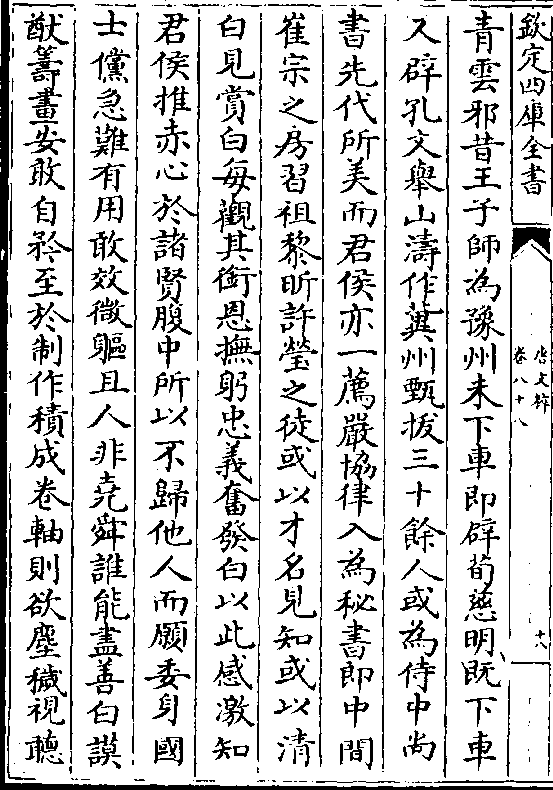 欽定四庫全書
唐文粹
卷八十八
十八
青雲邪昔王子師為豫州未下車即辟荀慈明既下車
又辟孔文舉山濤作兾州甄拔三十餘人或為侍中尚
書先代所美而君侯亦一薦嚴協律入為秘書郎中間
崔宗之房習祖黎昕許瑩之徒或以才名見知或以清
白見賞白每觀其銜恩撫躬忠義奮發白以此感激知
君侯推赤心於諸賢腹中所以不歸他人而願委身國
士儻急難有用敢效微軀且人非堯舜誰能盡善白謨
猷籌畫安敢自矜至於制作積成卷軸則欲塵穢視聽